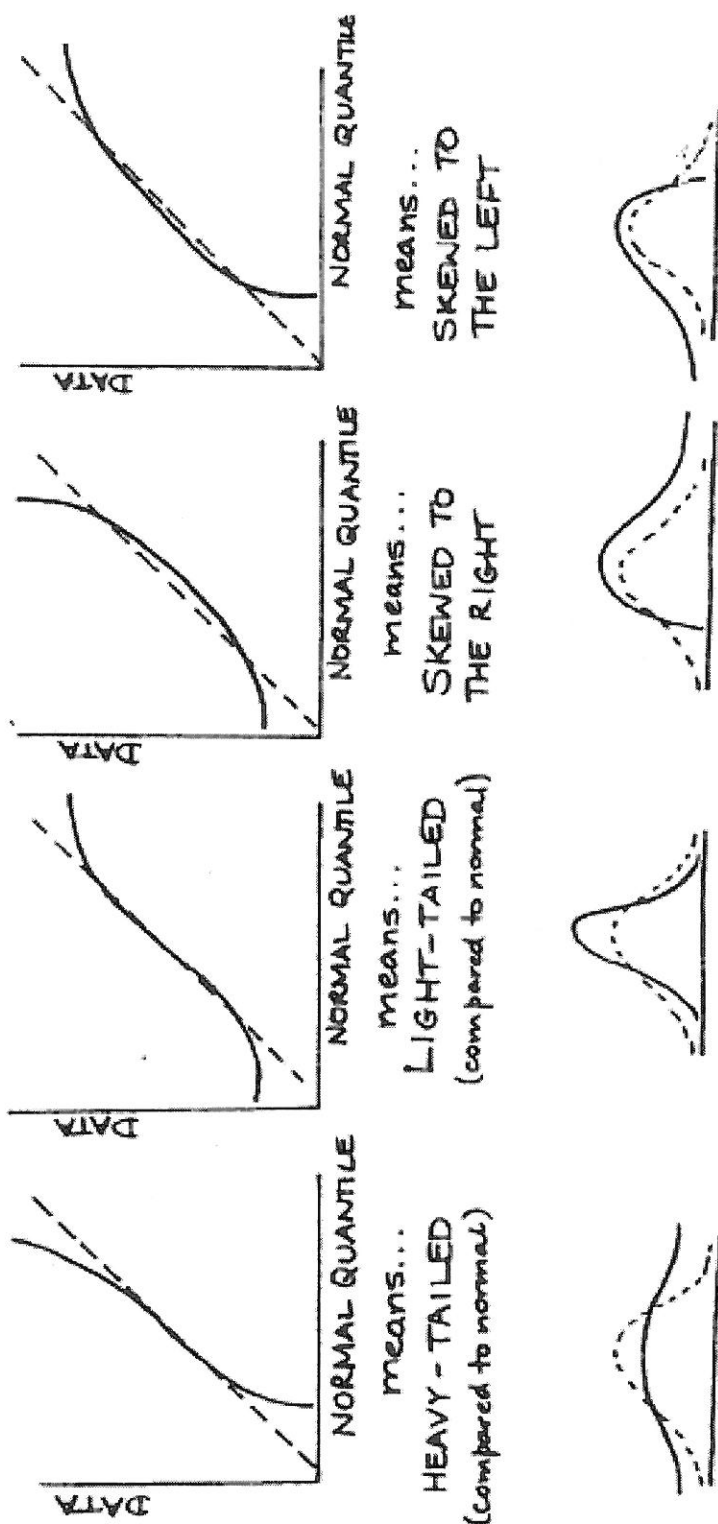 DATA
NORMAL QUANTILE
means...
HEAVY-TAILED
(compared to normal)
DATA
NORMAL QUANTILE
means...
LIGHT-TAILED
(compared to normal)
DATA
NORMAL QUANTILE
means...
SKEWED TO
THE RIGHT
DATA
NORMAL QUANTILE
means...
SKEWED TO
THE LEFT